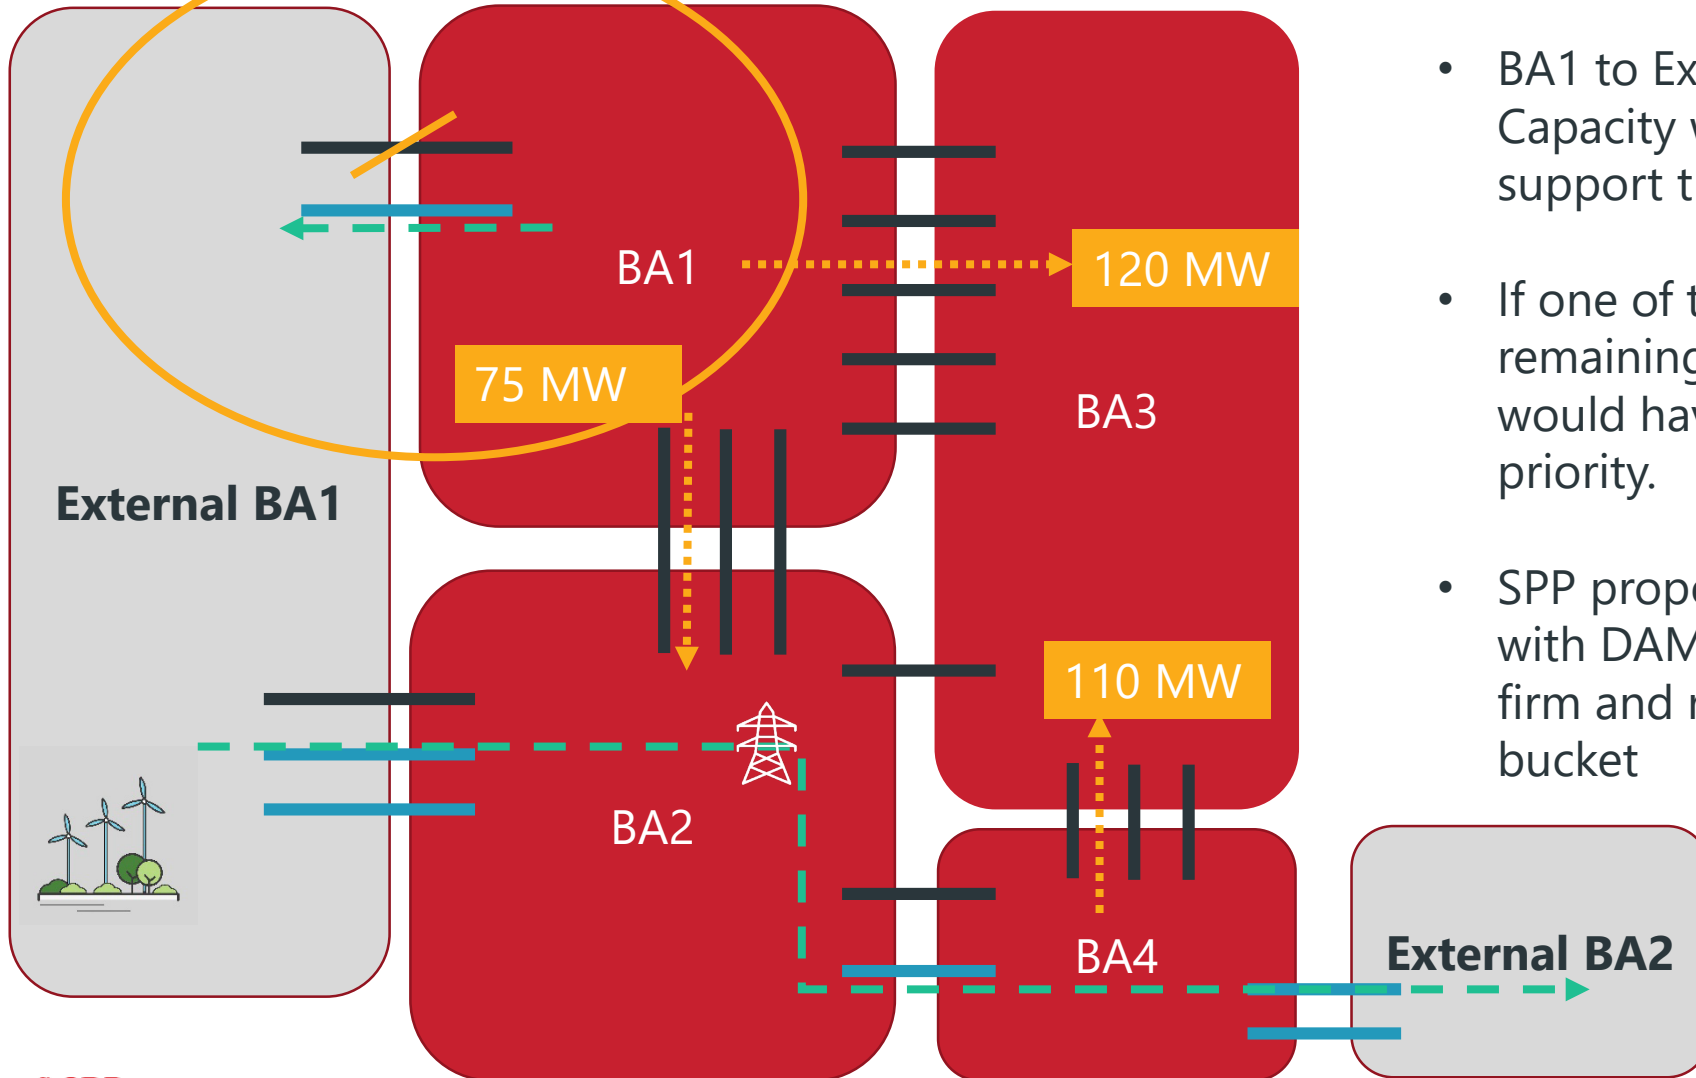 BA1
120 MW
75 MW
BA3
External BA1
110 MW
BA2
BA4
External BA2
• BA1 to Ex
Capacity
support t
• If one of
remaining
would hav
priority.
• SPP prop
with DAM
firm and
bucket